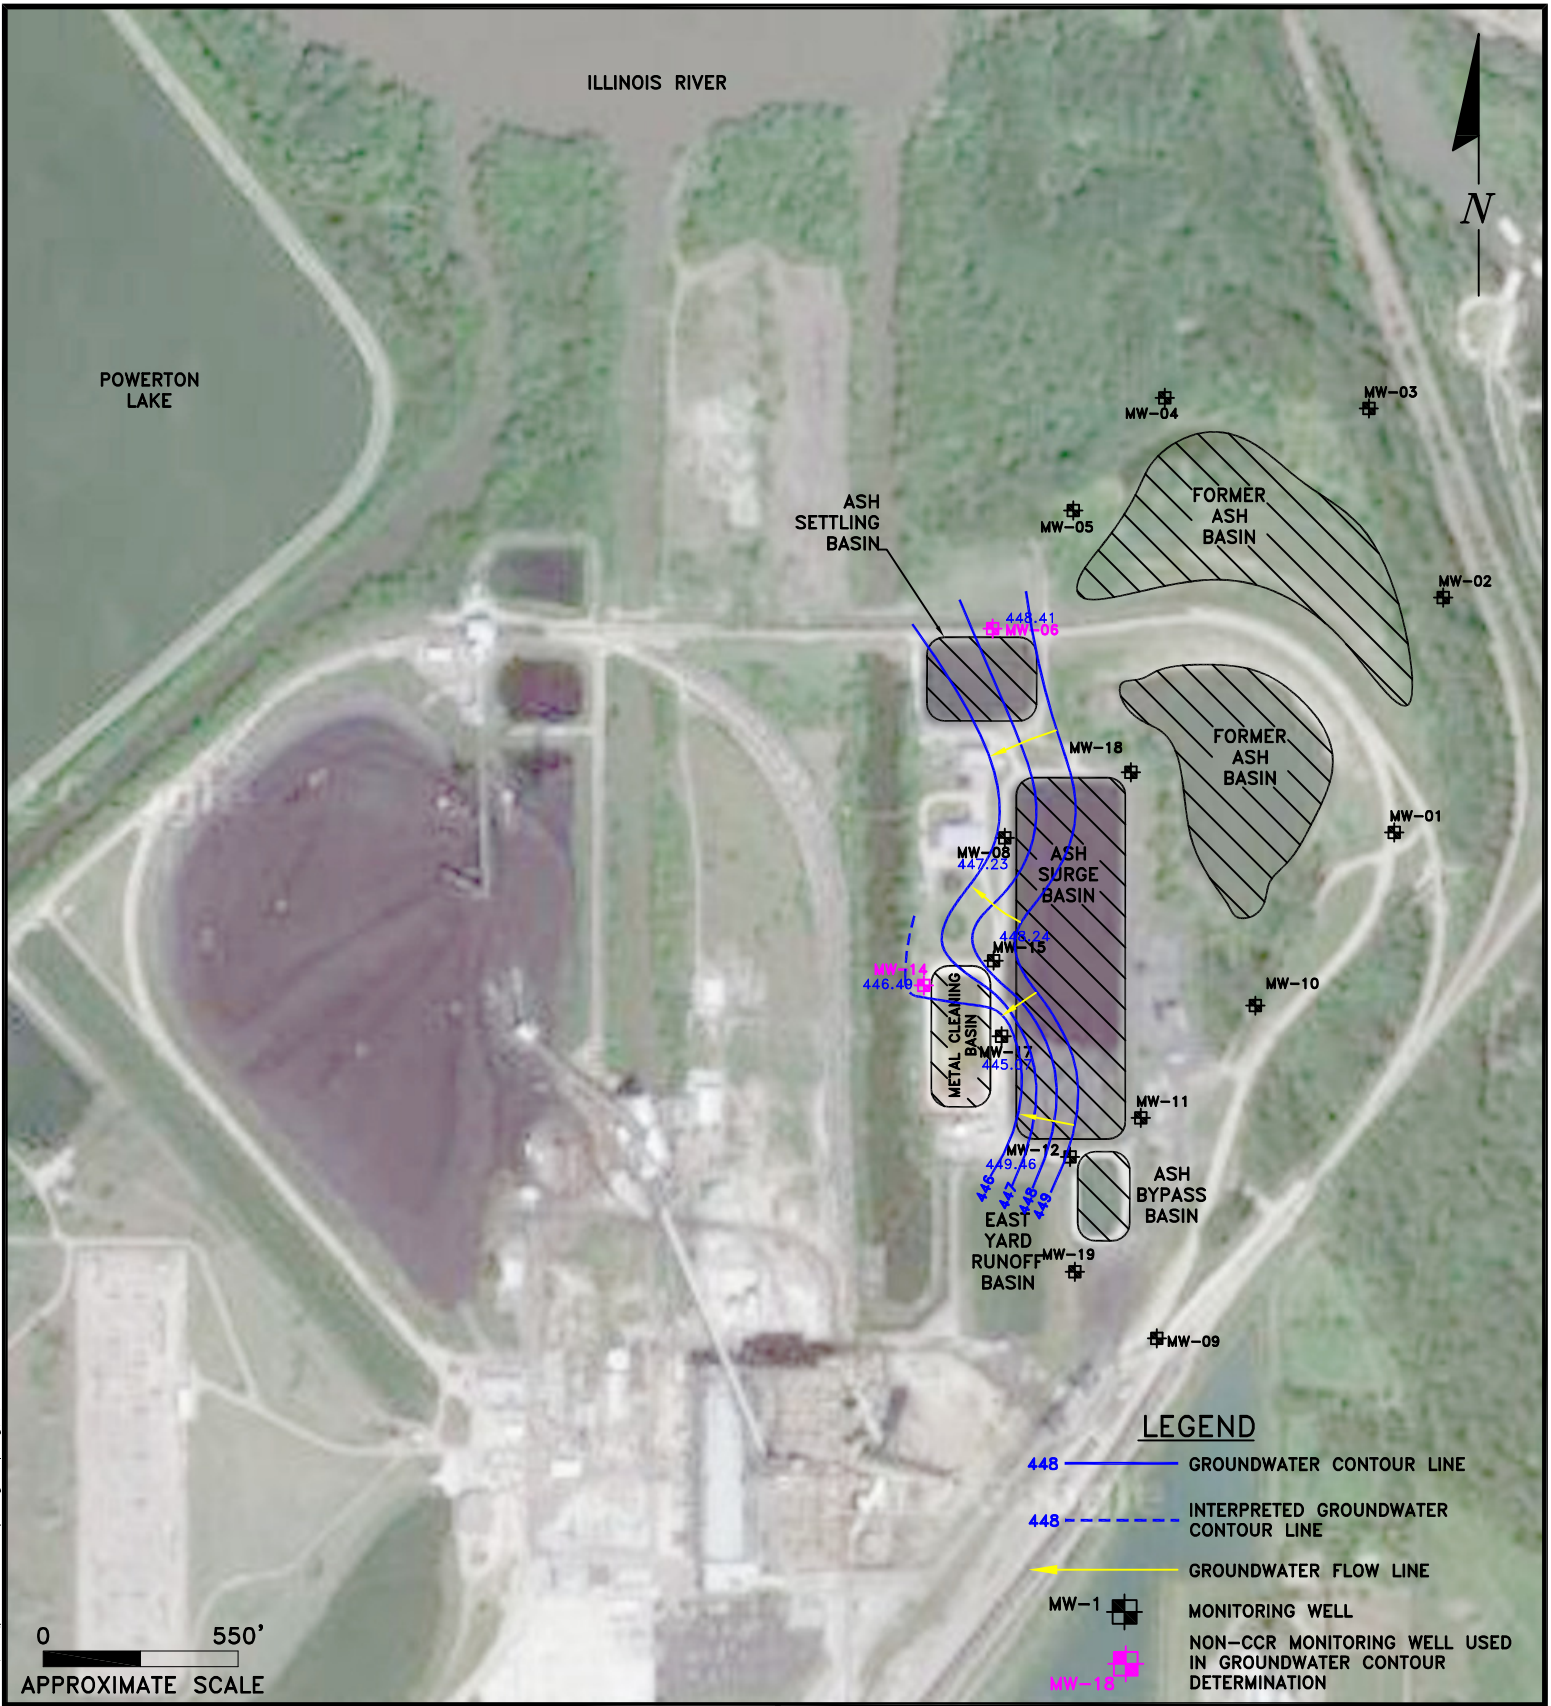 ILLINOIS RIVER
N
POWERTON
LAKE
MW-04
MW-03
FORMER
ASH
BASIN
ASH
SETTLING
BASIN
MW-05
MW-02
448.41
MW-06
FORMER
ASH
BASIN
MW-18
MW-01
MW-08
447.23
ASH
SURGE
BASIN
448.24
MW-15
MW-14
446.49
METAL CLEANING
BASIN
MW-10
MW-17
445.07
MW-11
MW-12
449.46
446
447
448
449
ASH
BYPASS
BASIN
EAST
YARD
RUNOFF
BASIN
MW-19
MW-09
LEGEND
448 GROUNDWATER CONTOUR LINE
448 INTERPRETED GROUNDWATER
CONTOUR LINE
GROUNDWATER FLOW LINE
MW-1 MONITORING WELL
MW-18 NON-CCR MONITORING WELL USED
IN GROUNDWATER CONTOUR
DETERMINATION
0 550'
APPROXIMATE SCALE